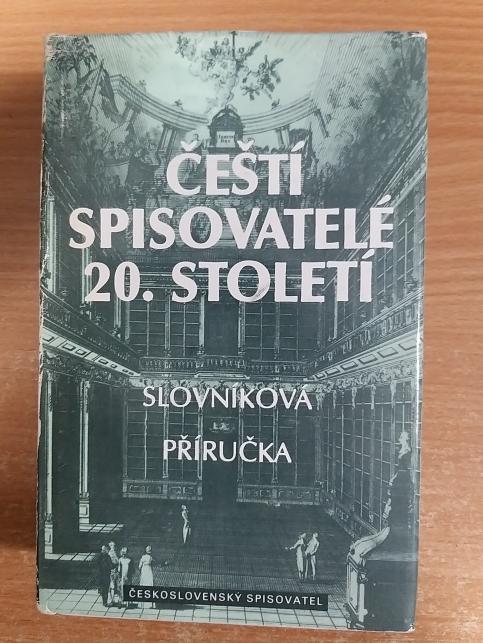 ČEŠTÍ
SPISOVATELÉ
20. STOLETÍ
SLOVNÍKOVÁ
PŘÍRUČKA
ČESKOSLOVENSKÝ SPISOVATEL